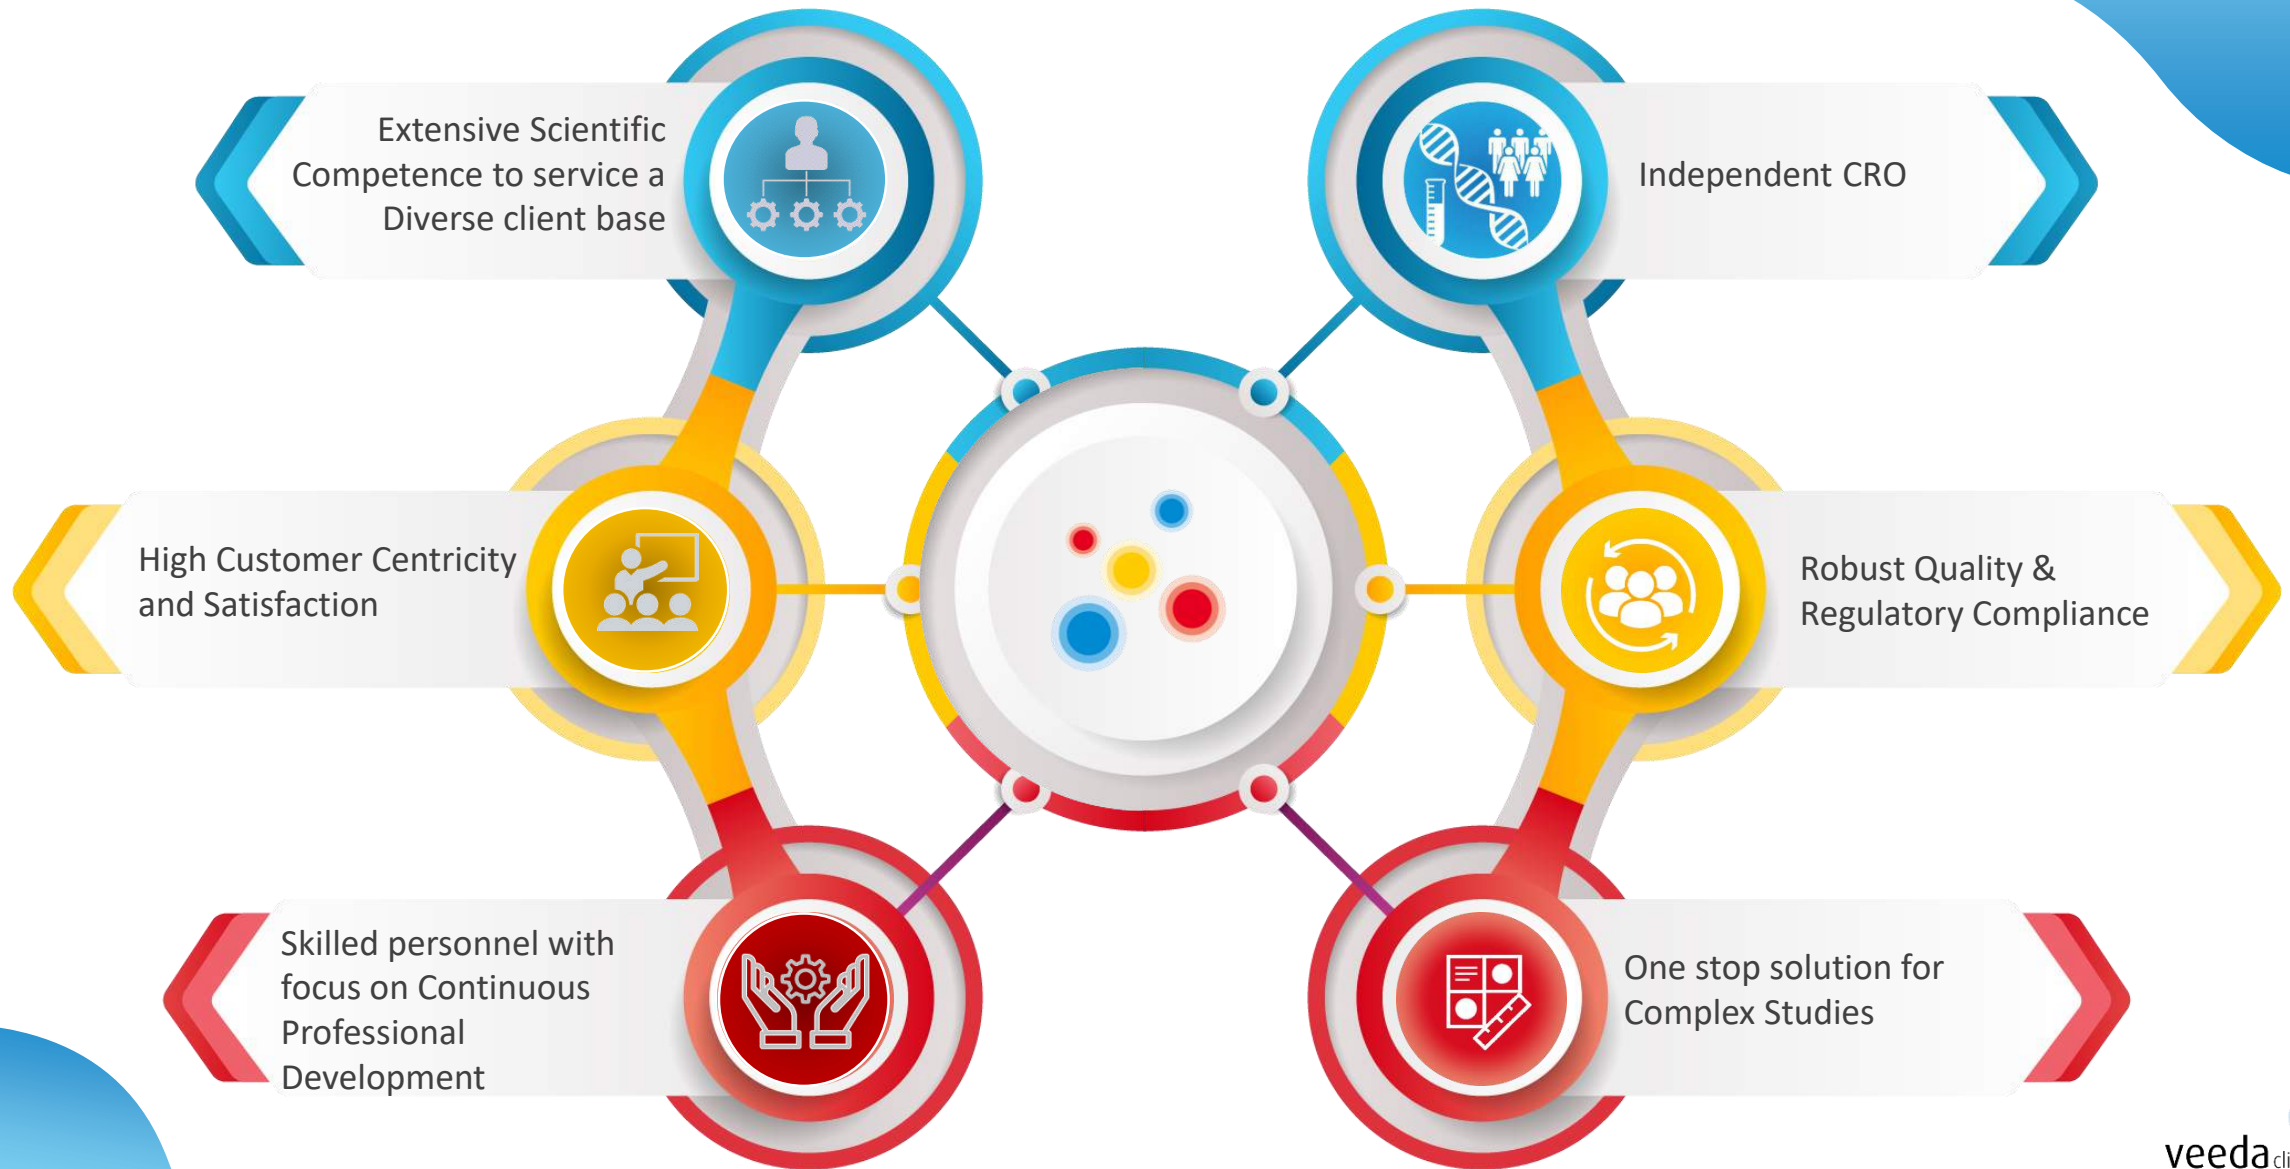 Extensive Scientific
Competence to service a
Diverse client base
Independent CRO
High Customer Centricity
and Satisfaction
Robust Quality &
Regulatory Compliance
Skilled personnel with
focus on Continuous
Professional
Development
One stop solution for
Complex Studies
veeda